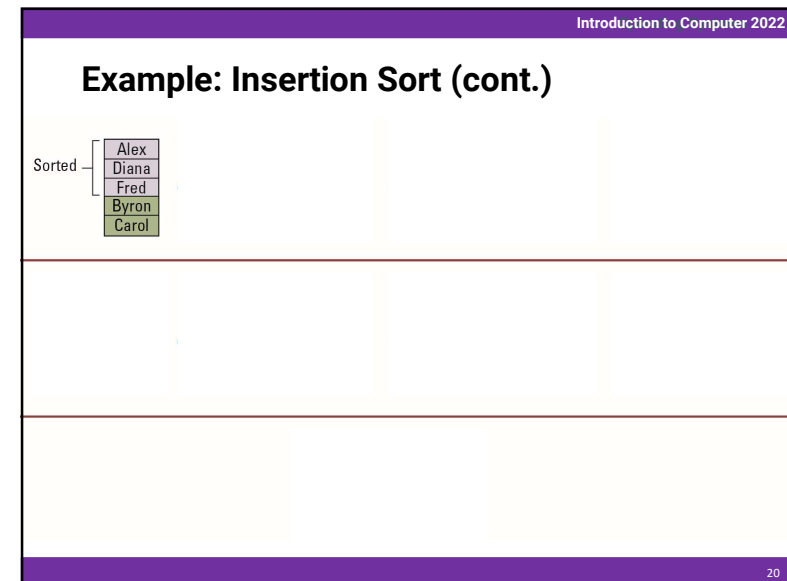 Introduction to Computer 2022
Example: Insertion Sort (cont.)
Sorted
Alex
Diana
Fred
Byron
Carol
20